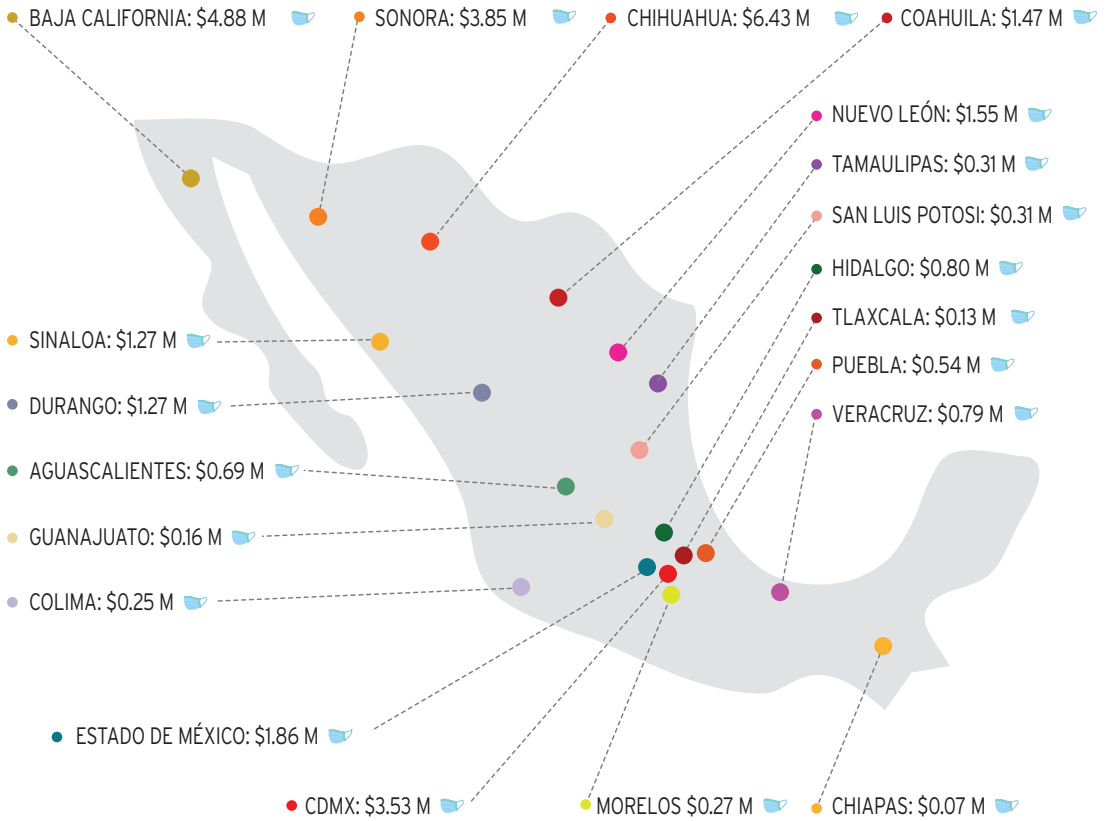 BAJA CALIFORNIA: $4.88 M
SONORA: $3.85 M
CHIHUAHUA: $6.43 M
COAHUILA: $1.47 M
NUEVO LEÓN: $1.55 M
TAMAULIPAS: $0.31 M
SAN LUIS POTOSI: $0.31 M
HIDALGO: $0.80 M
TLAXCALA: $0.13 M
PUEBLA: $0.54 M
VERACRUZ: $0.79 M
SINALOA: $1.27 M
DURANGO: $1.27 M
AGUASCALIENTES: $0.69 M
GUANAJUATO: $0.16 M
COLIMA: $0.25 M
ESTADO DE MÉXICO: $1.86 M
CDMX: $3.53 M
MORELOS $0.27 M
CHIAPAS: $0.07 M